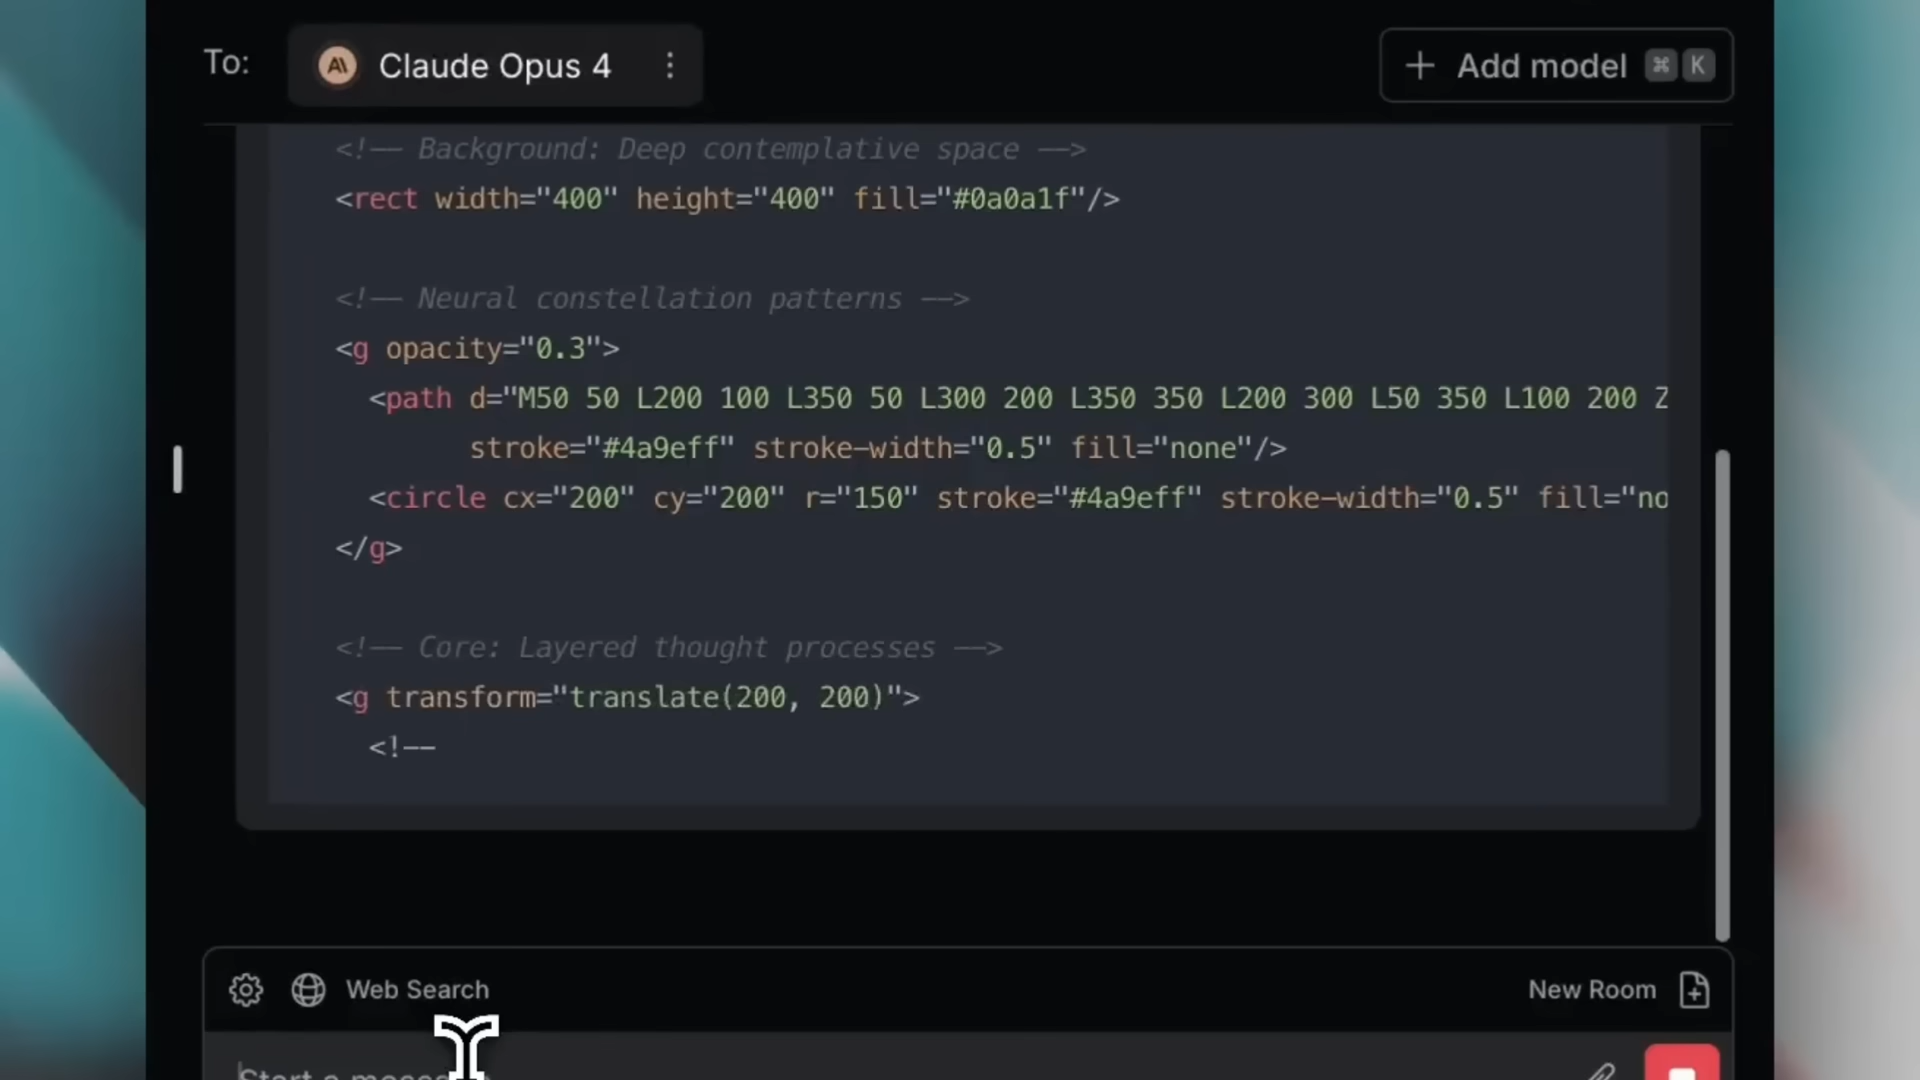 To:
Claude Opus 4
Add model ⌘ K
<!-- Background: Deep contemplative space -->
<rect width="400" height="400" fill="#0a0a1f"/>
<!-- Neural constellation patterns -->
<g opacity="0.3">
<path d="M50 50 L200 100 L350 50 L300 200 L350 350 L200 300 L50 350 L100 200 Z
stroke="#4a9eff" stroke-width="0.5" fill="none"/>
<circle cx="200" cy="200" r="150" stroke="#4a9eff" stroke-width="0.5" fill="no
</g>
<!-- Core: Layered thought processes -->
<g transform="translate(200, 200)">
<!--
Web Search
New Room
Start a